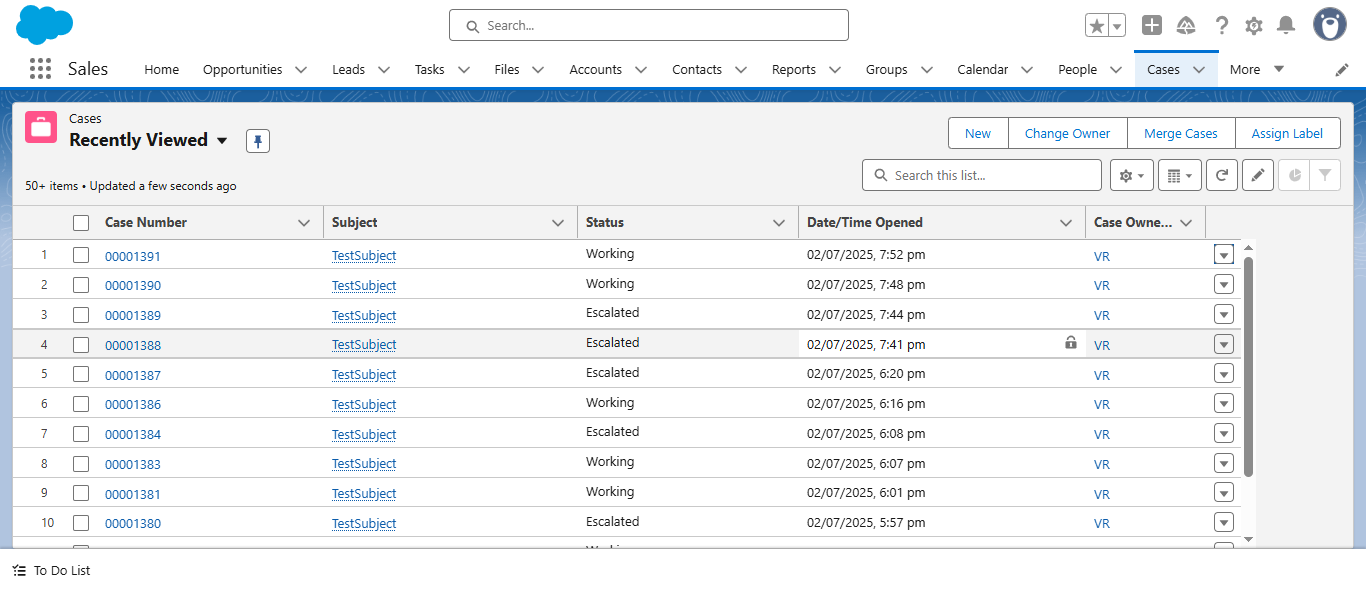 Search...
Sales Home Opportunities Leads Tasks Files Accounts Contacts Reports Groups Calendar People Cases More
Cases
Recently Viewed
New Change Owner Merge Cases Assign Label
50+ items • Updated a few seconds ago
Search this list...
Case Number Subject Status Date/Time Opened Case Owne...
1 00001391 TestSubject Working 02/07/2025, 7:52 pm VR
2 00001390 TestSubject Working 02/07/2025, 7:48 pm VR
3 00001389 TestSubject Escalated 02/07/2025, 7:44 pm VR
4 00001388 TestSubject Escalated 02/07/2025, 7:41 pm VR
5 00001387 TestSubject Escalated 02/07/2025, 6:20 pm VR
6 00001386 TestSubject Working 02/07/2025, 6:16 pm VR
7 00001384 TestSubject Escalated 02/07/2025, 6:08 pm VR
8 00001383 TestSubject Working 02/07/2025, 6:07 pm VR
9 00001381 TestSubject Working 02/07/2025, 6:01 pm VR
10 00001380 TestSubject Escalated 02/07/2025, 5:57 pm VR
To Do List